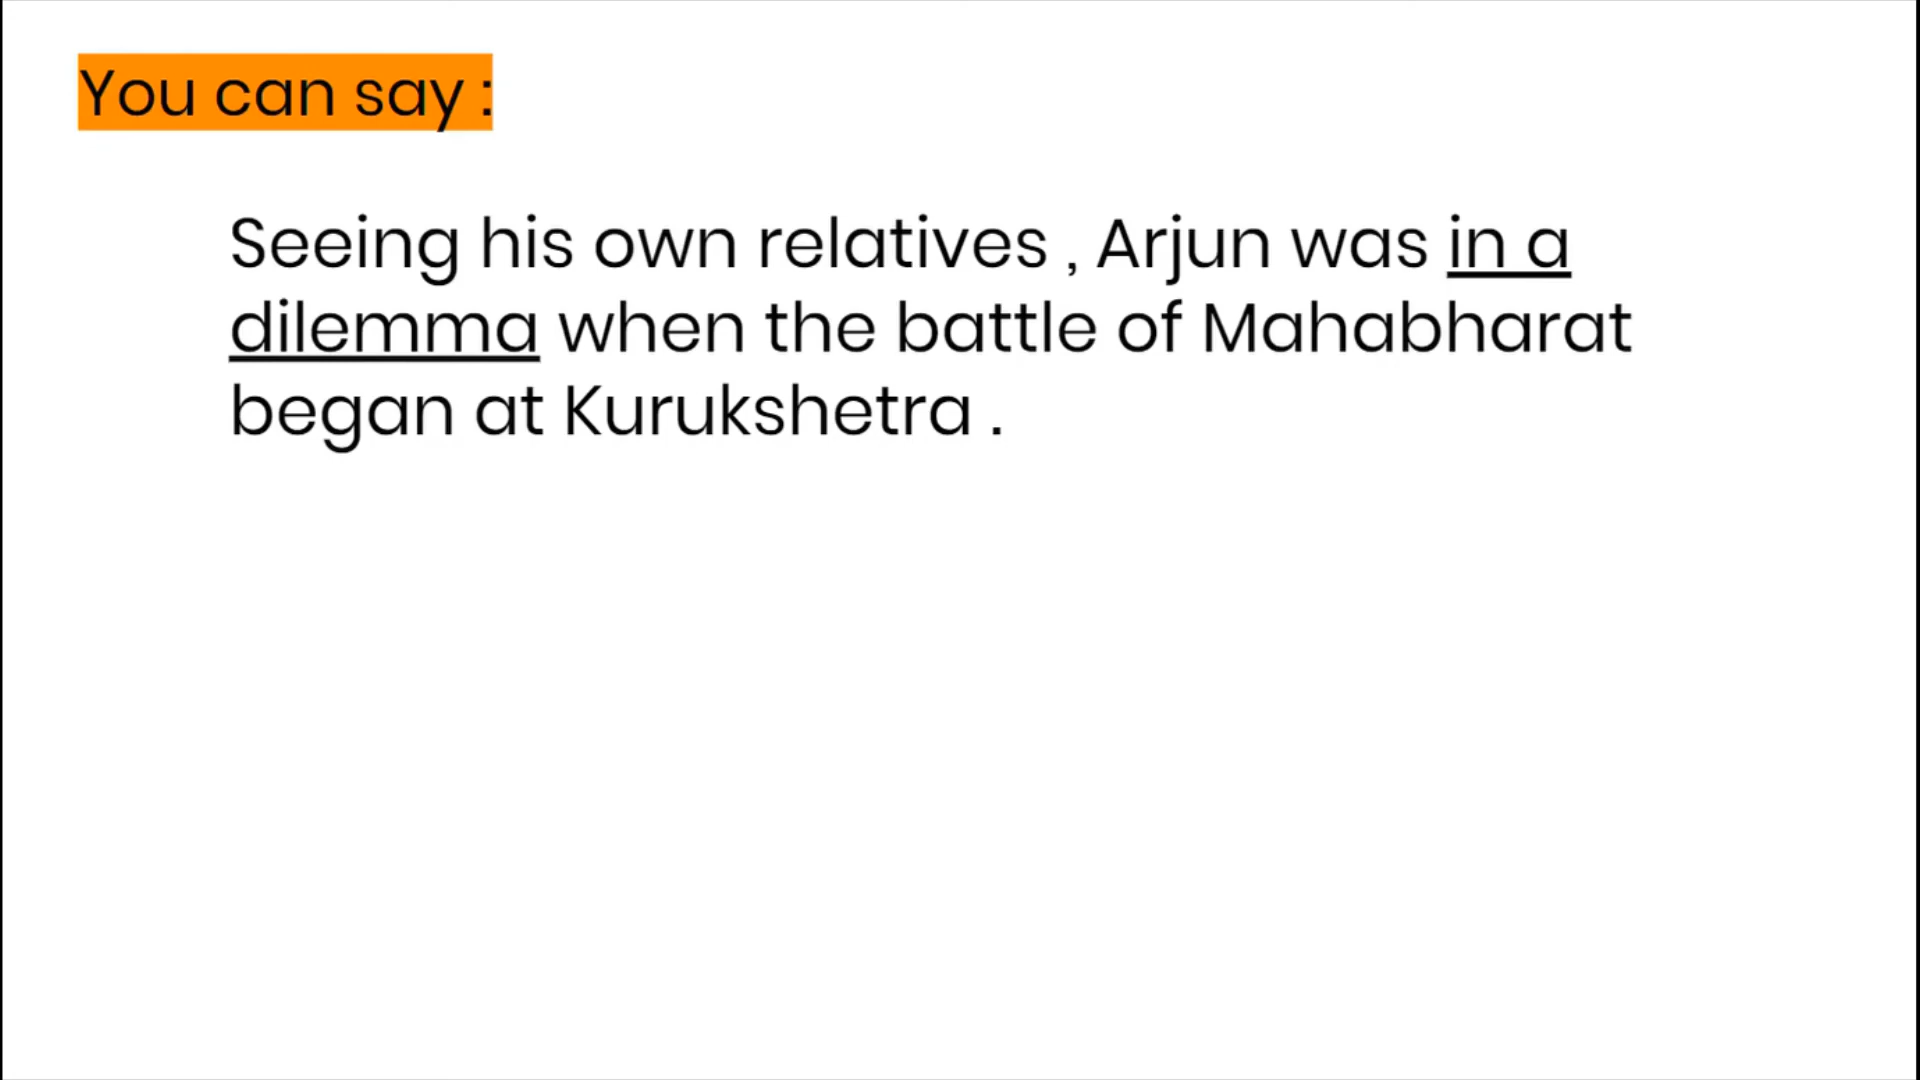 You can say :
Seeing his own relatives , Arjun was in a
dilemma when the battle of Mahabharat
began at Kurukshetra .